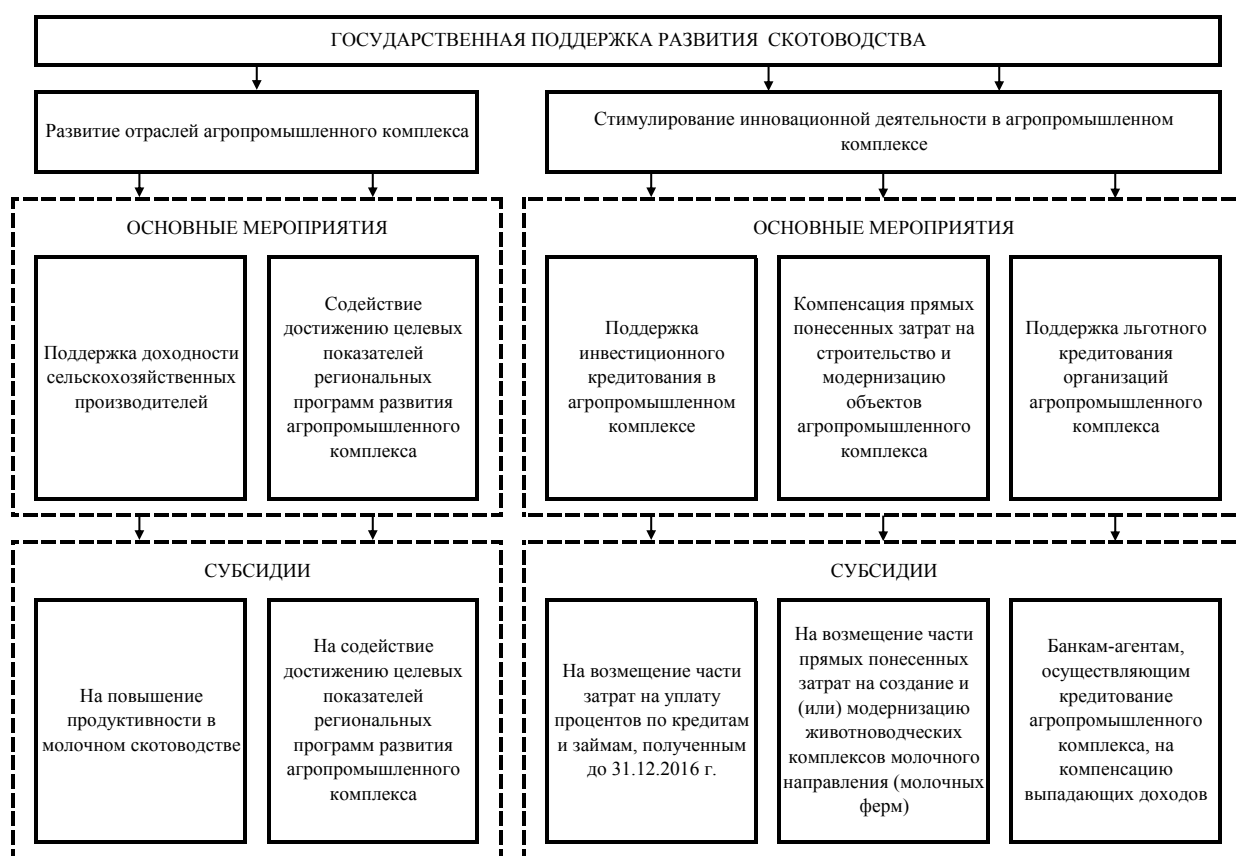 ГОСУДАРСТВЕННАЯ ПОДДЕРЖКА РАЗВИТИЯ СКОТОВОДСТВА
Развитие отраслей агропромышленного комплекса
Стимулирование инновационной деятельности в агропромышленном
комплексе
ОСНОВНЫЕ МЕРОПРИЯТИЯ
Поддержка доходности
сельскохозяйственных
производителей
Содействие
достижению целевых
показателей
региональных
программ развития
агропромышленного
комплекса
ОСНОВНЫЕ МЕРОПРИЯТИЯ
Поддержка
инвестиционного
кредитования в
агропромышленном
комплексе
Компенсация прямых
понесенных затрат на
строительство и
модернизацию
объектов
агропромышленного
комплекса
Поддержка льготного
кредитования
организаций
агропромышленного
комплекса
СУБСИДИИ
На повышение
продуктивности в
молочном скотоводстве
На содействие
достижению целевых
показателей
региональных
программ развития
агропромышленного
комплекса
СУБСИДИИ
На возмещение части
затрат на уплату
процентов по кредитам
и займам, полученным
до 31.12.2016 г.
На возмещение части
прямых понесенных
затрат на создание и
(или) модернизацию
животноводческих
комплексов молочного
направления (молочных
ферм)
Банкам-агентам,
осуществляющим
кредитование
агропромышленного
комплекса, на
компенсацию
выпадающих доходов